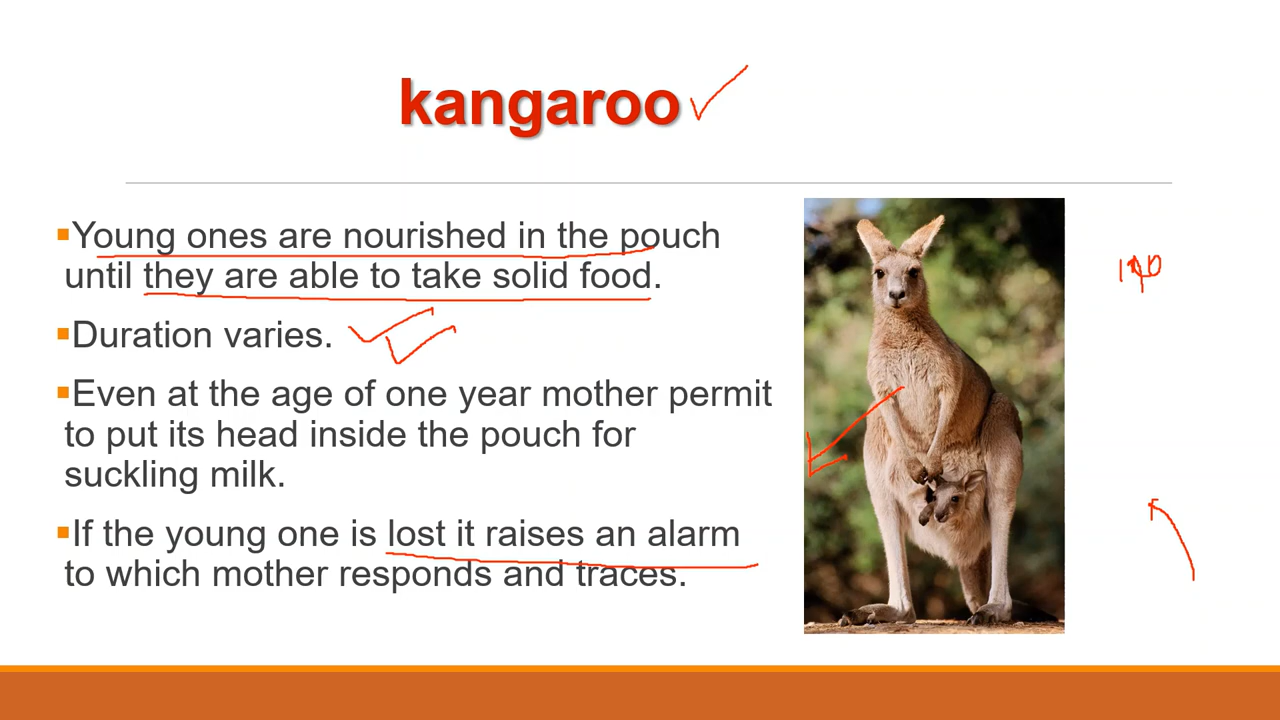 kangaroo
▪Young ones are nourished in the pouch
until they are able to take solid food.
▪Duration varies.
▪Even at the age of one year mother permit
to put its head inside the pouch for
suckling milk.
▪If the young one is lost it raises an alarm
to which mother responds and traces.